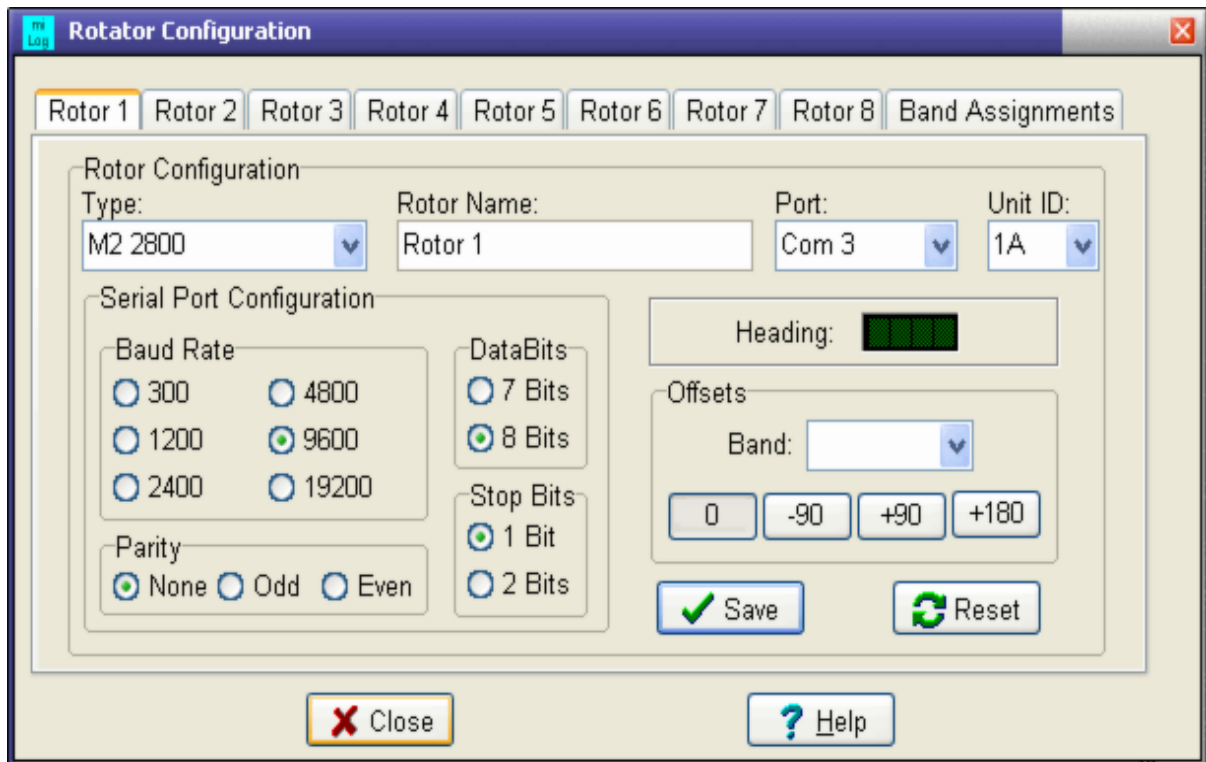 mi Log Rotator Configuration
Rotor 1 Rotor 2 Rotor 3 Rotor 4 Rotor 5 Rotor 6 Rotor 7 Rotor 8 Band Assignments
Rotor Configuration
Type: Rotor Name: Port: Unit ID:
M2 2800 Rotor 1 Com 3 1A
Serial Port Configuration
Heading:
Baud Rate DataBits
300 4800 7 Bits
Offsets
1200 9600 8 Bits
Band:
2400 19200
Stop Bits
0 -90 +90 +180
1 Bit
Parity
None Odd Even 2 Bits
Save Reset
Close Help